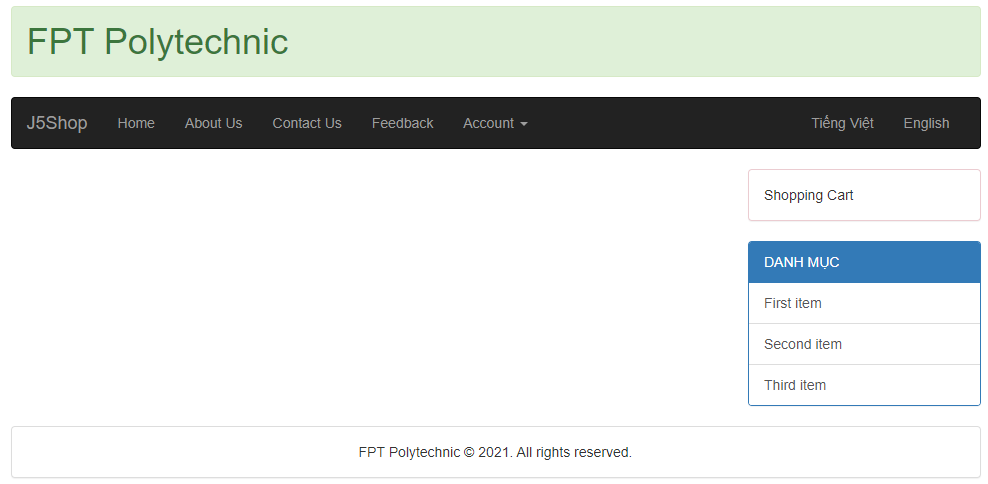 FPT Polytechnic
J5Shop Home About Us Contact Us Feedback Account Tiếng Việt English
Shopping Cart
DANH MỤC
First item
Second item
Third item
FPT Polytechnic © 2021. All rights reserved.